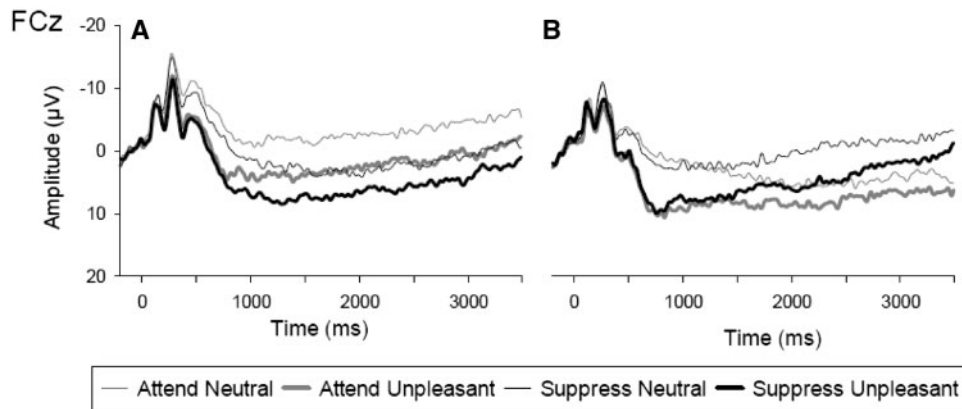 FCz
A
B
-20
-10
0
10
20
Amplitude (µV)
0 1000 2000 3000
Time (ms)
0 1000 2000 3000
Time (ms)
Attend Neutral Attend Unpleasant Suppress Neutral Suppress Unpleasant